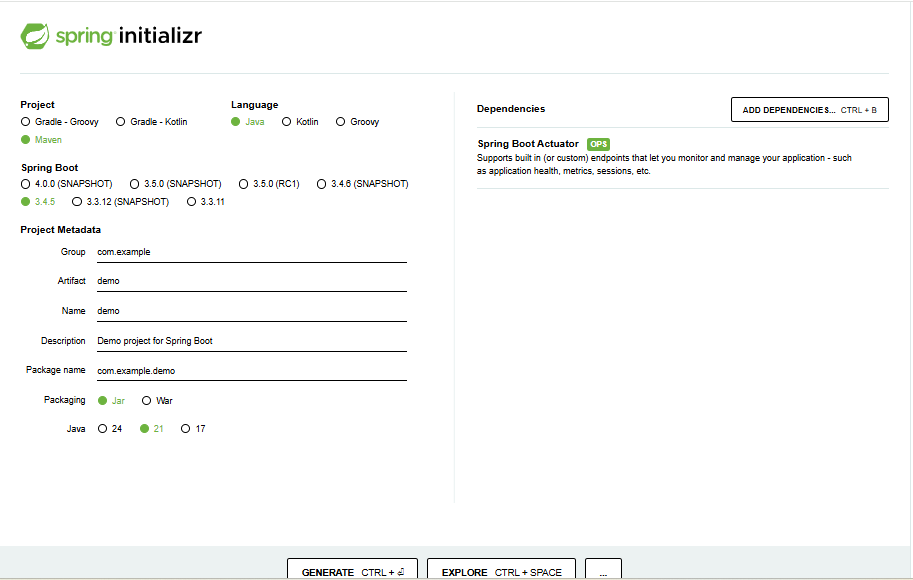 spring initializr
Project
Gradle - Groovy Gradle - Kotlin
Maven
Language
Java Kotlin Groovy
Spring Boot
4.0.0 (SNAPSHOT) 3.5.0 (SNAPSHOT) 3.5.0 (RC1) 3.4.6 (SNAPSHOT)
3.4.5 3.3.12 (SNAPSHOT) 3.3.11
Project Metadata
Group com.example
Artifact demo
Name demo
Description Demo project for Spring Boot
Package name com.example.demo
Packaging Jar War
Java 24 21 17
Dependencies
ADD DEPENDENCIES... CTRL + B
Spring Boot Actuator OPS
Supports built in (or custom) endpoints that let you monitor and manage your application - such
as application health, metrics, sessions, etc.
GENERATE CTRL + ⏎
EXPLORE CTRL + SPACE
...